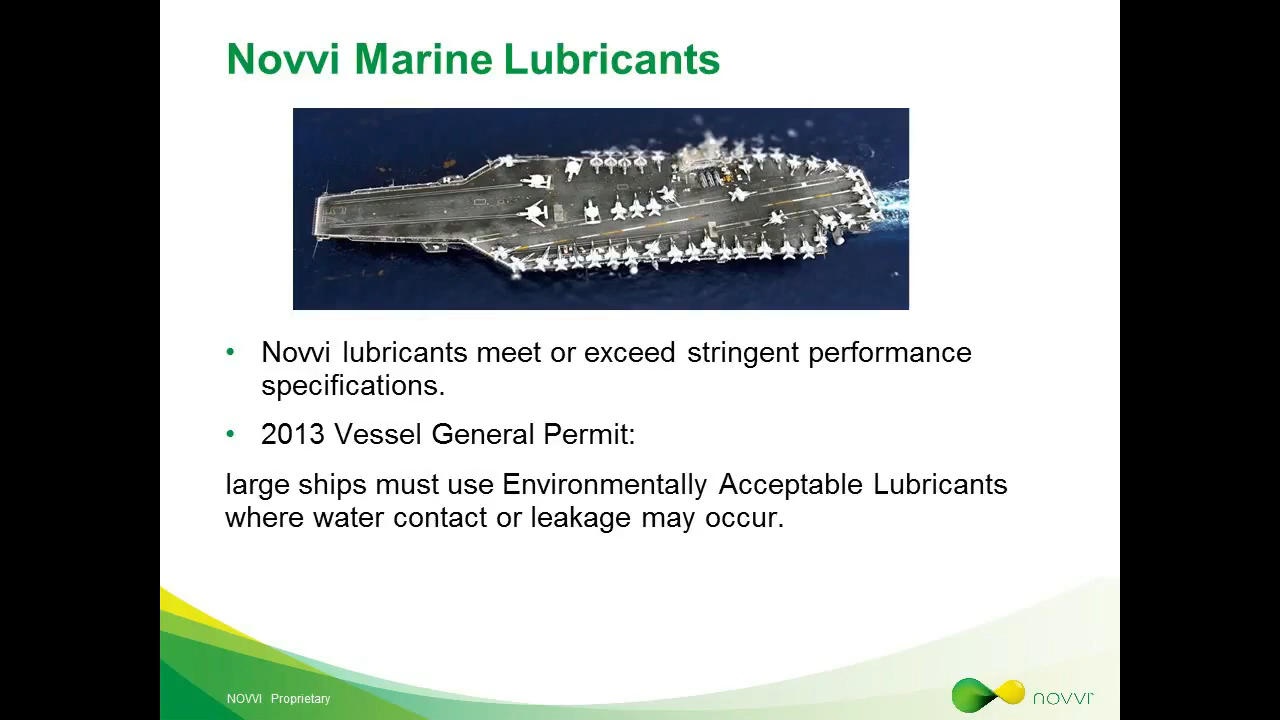 Novvi Marine Lubricants
• Novvi lubricants meet or exceed stringent performance
specifications.
• 2013 Vessel General Permit:
large ships must use Environmentally Acceptable Lubricants
where water contact or leakage may occur.
NOVVI Proprietary
novvi